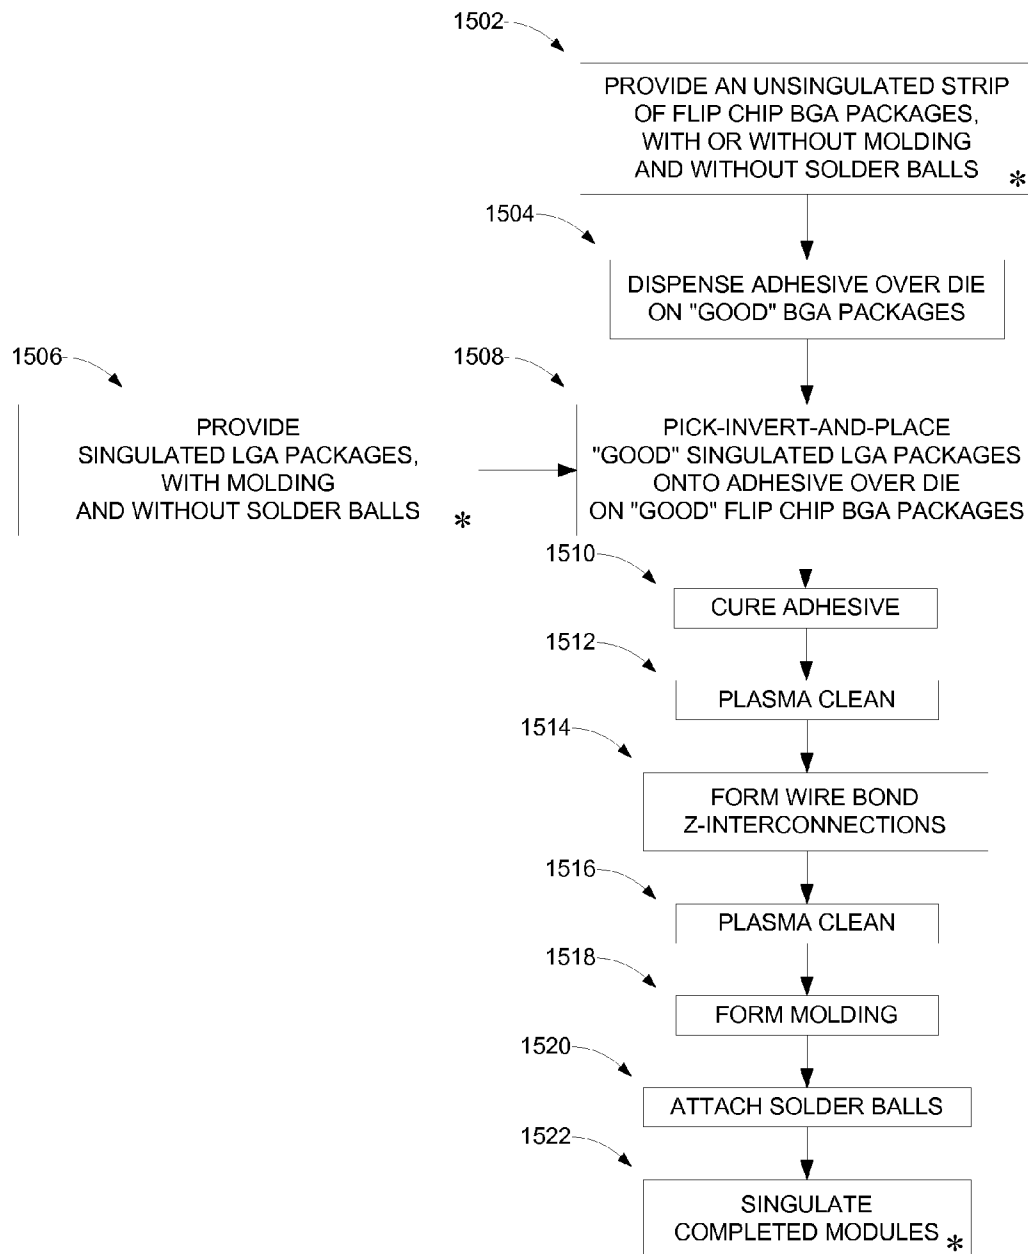 1502
PROVIDE AN UNSINGULATED STRIP
OF FLIP CHIP BGA PACKAGES,
WITH OR WITHOUT MOLDING
AND WITHOUT SOLDER BALLS *
1504
DISPENSE ADHESIVE OVER DIE
ON "GOOD" BGA PACKAGES
1506
PROVIDE
SINGULATED LGA PACKAGES,
WITH MOLDING
AND WITHOUT SOLDER BALLS *
1508
PICK-INVERT-AND-PLACE
"GOOD" SINGULATED LGA PACKAGES
ONTO ADHESIVE OVER DIE
ON "GOOD" FLIP CHIP BGA PACKAGES
1510
CURE ADHESIVE
1512
PLASMA CLEAN
1514
FORM WIRE BOND
Z-INTERCONNECTIONS
1516
PLASMA CLEAN
1518
FORM MOLDING
1520
ATTACH SOLDER BALLS
1522
SINGULATE
COMPLETED MODULES *